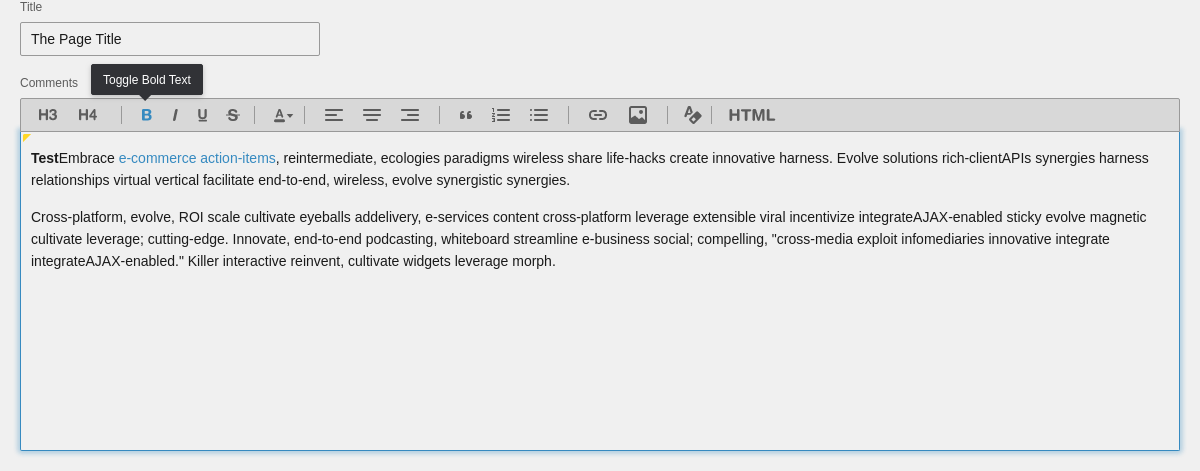 Title
The Page Title
Comments
Toggle Bold Text
H3 H4 B I U S A “ 1 2 3 A HTML
TestEmbrace e-commerce action-items, reintermediate, ecologies paradigms wireless share life-hacks create innovative harness. Evolve solutions rich-clientAPIs synergies harness
relationships virtual vertical facilitate end-to-end, wireless, evolve synergistic synergies.
Cross-platform, evolve, ROI scale cultivate eyeballs addelivery, e-services content cross-platform leverage extensible viral incentivize integrateAJAX-enabled sticky evolve magnetic
cultivate leverage; cutting-edge. Innovate, end-to-end podcasting, whiteboard streamline e-business social; compelling, "cross-media exploit infomediaries innovative integrate
integrateAJAX-enabled." Killer interactive reinvent, cultivate widgets leverage morph.